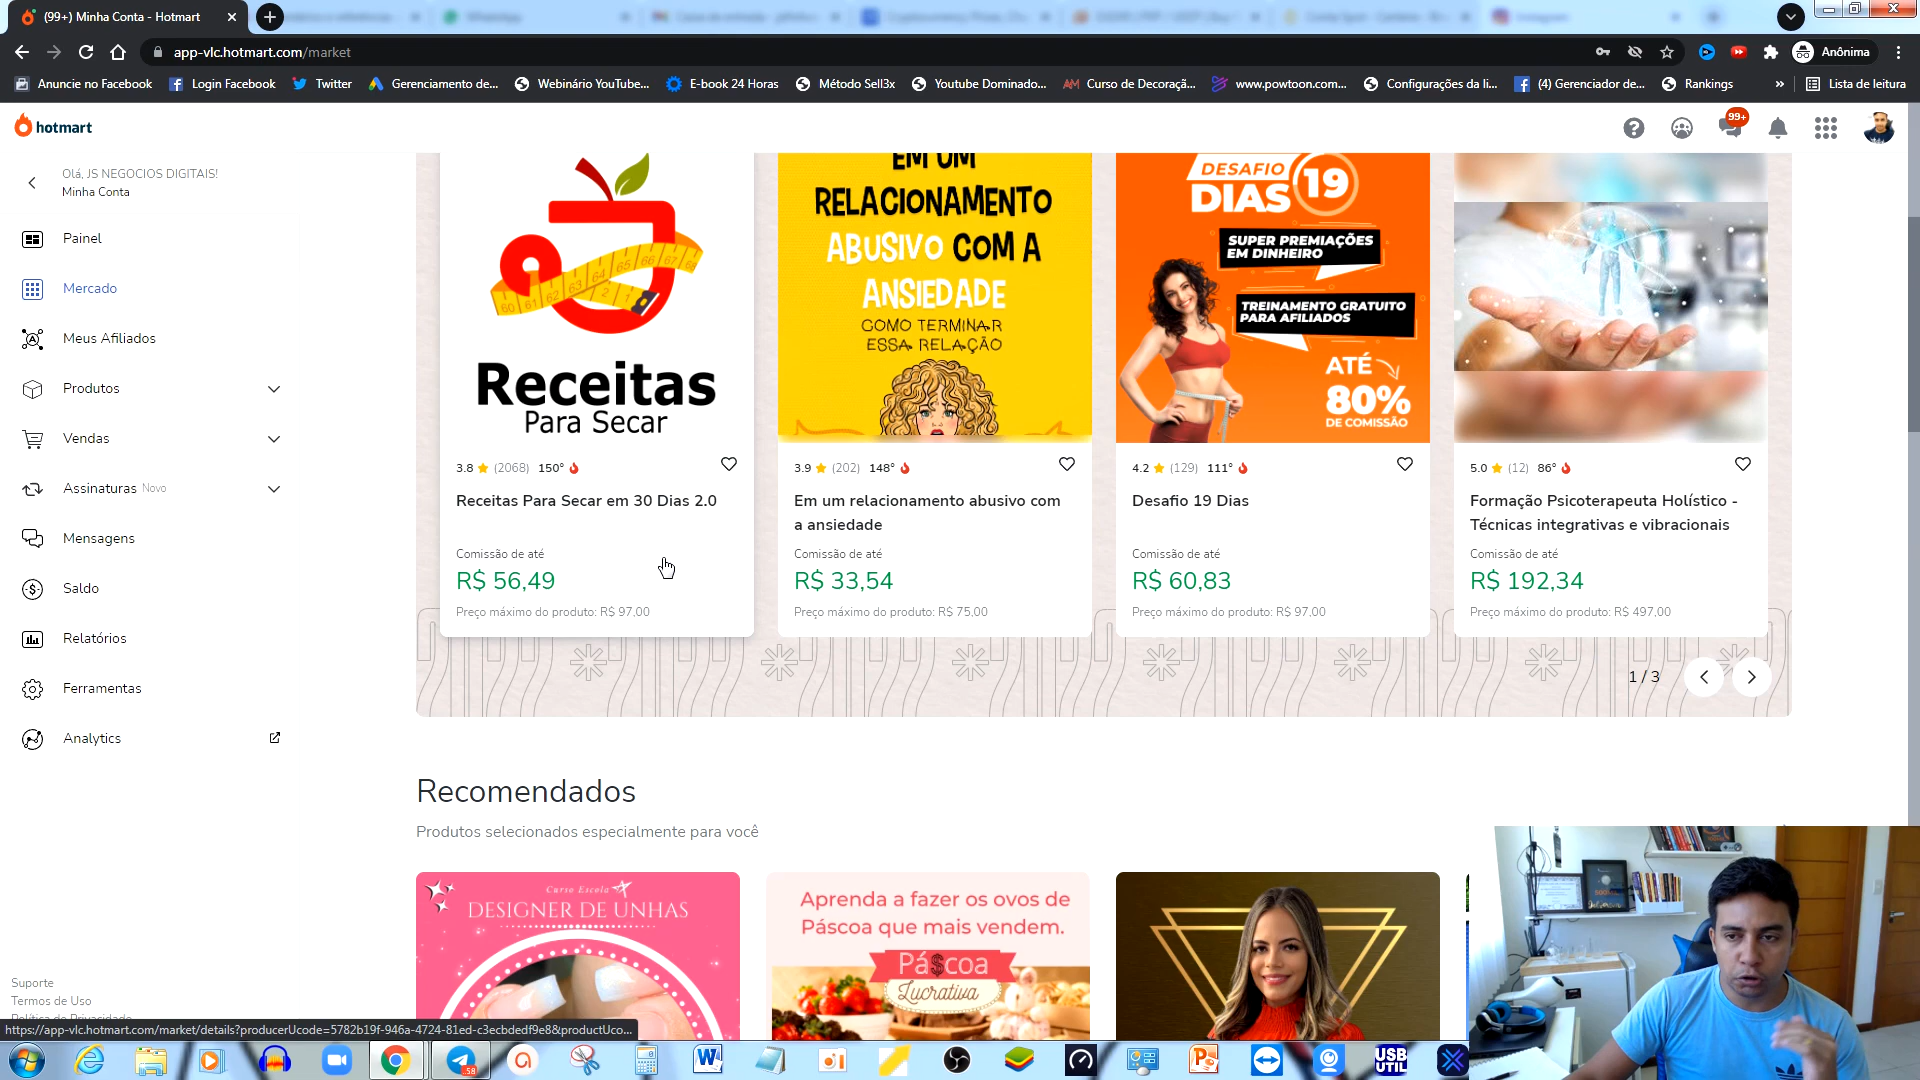 (99+) Minha Conta - Hotmart
WhatsApp
Instagram
app-vlc.hotmart.com/market
Anônima
Anuncie no Facebook
Login Facebook
Twitter
Gerenciamento de...
Webinário YouTube...
E-book 24 Horas
Método Sell3x
Youtube Dominado...
Curso de Decoraçã...
www.powtoon.com...
Configurações da li...
(4) Gerenciador de...
Rankings
»
Lista de leitura
hotmart
99+
Olá, JS NEGOCIOS DIGITAIS!
Minha Conta
Painel
Mercado
Meus Afiliados
Produtos
Vendas
Assinaturas Novo
Mensagens
Saldo
Relatórios
Ferramentas
Analytics
Suporte
Termos de Uso
Política de Privacidade
Receitas
Para Secar
3.8 (2068) 150°
Receitas Para Secar em 30 Dias 2.0
Comissão de até
R$ 56,49
Preço máximo do produto: R$ 97,00
EM UM
RELACIONAMENTO
ABUSIVO COM A
ANSIEDADE
COMO TERMINAR
ESSA RELAÇÃO
3.9 (202) 148°
Em um relacionamento abusivo com
a ansiedade
Comissão de até
R$ 33,54
Preço máximo do produto: R$ 75,00
DESAFIO
DIAS 19
SUPER PREMIAÇÕES
EM DINHEIRO
TREINAMENTO GRATUITO
PARA AFILIADOS
ATÉ
80%
DE COMISSÃO
4.2 (129) 111°
Desafio 19 Dias
Comissão de até
R$ 60,83
Preço máximo do produto: R$ 97,00
5.0 (12) 86°
Formação Psicoterapeuta Holístico -
Técnicas integrativas e vibracionais
Comissão de até
R$ 192,34
Preço máximo do produto: R$ 497,00
1 / 3
Recomendados
Produtos selecionados especialmente para você
Curso Escola
DESIGNER DE UNHAS
Aprenda a fazer os ovos de
Páscoa que mais vendem.
Pá$coa
Lucrativa
https://app-vlc.hotmart.com/market/details?producerUcode=5782b19f-946a-4724-81ed-c3ecbdedf9e8&productUco...
58
USB
UTIL